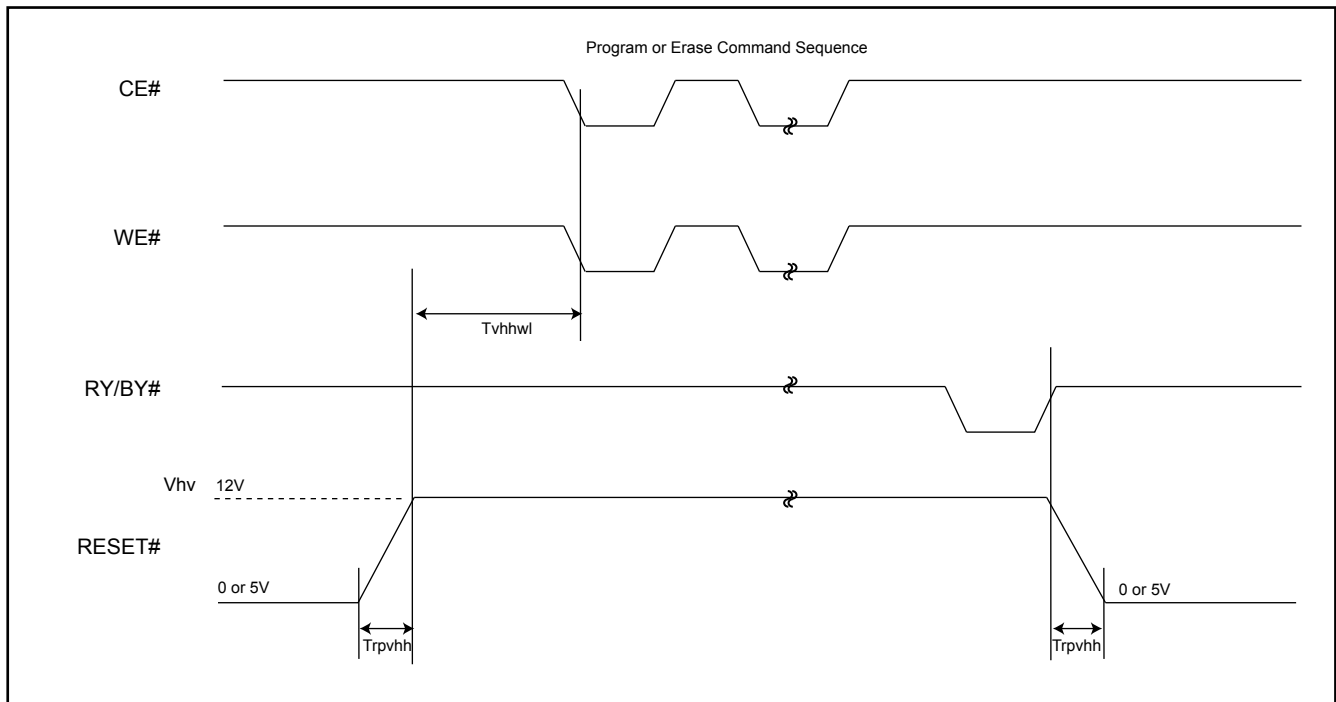 Program or Erase Command Sequence
CE#
WE#
Tvhhwl
RY/BY#
Vhv 12V
RESET#
0 or 5V
0 or 5V
Trpvhh
Trpvhh